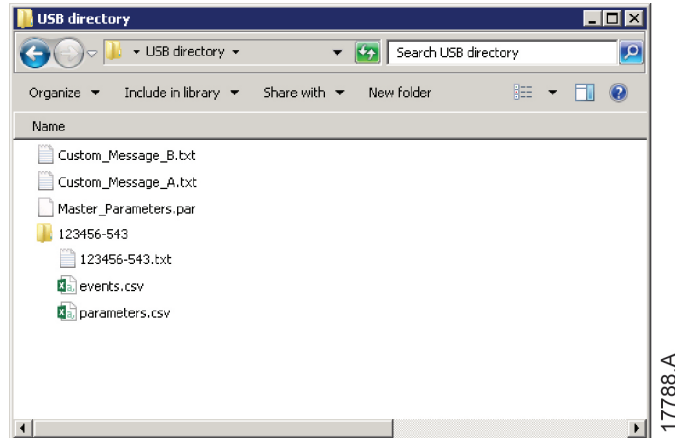 USB directory
USB directory
Search USB directory
Organize Include in library Share with New folder
Name
Custom_Message_B.txt
Custom_Message_A.txt
Master_Parameters.par
123456-543
123456-543.txt
events.csv
parameters.csv
17788.A